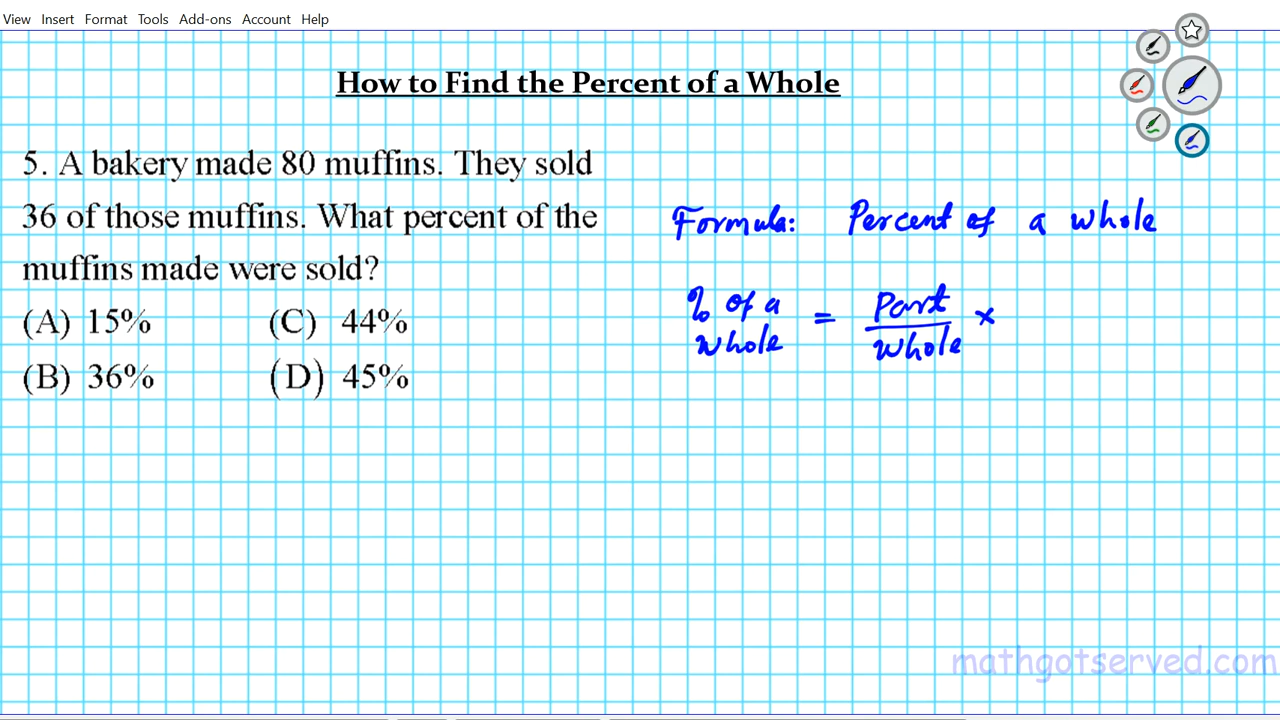 View Insert Format Tools Add-ons Account Help
How to Find the Percent of a Whole
5. A bakery made 80 muffins. They sold
36 of those muffins. What percent of the
muffins made were sold?
(A) 15% (C) 44%
(B) 36% (D) 45%
Formula: Percent of a whole
% of a
whole = Part
whole ×
mathgotserved.com